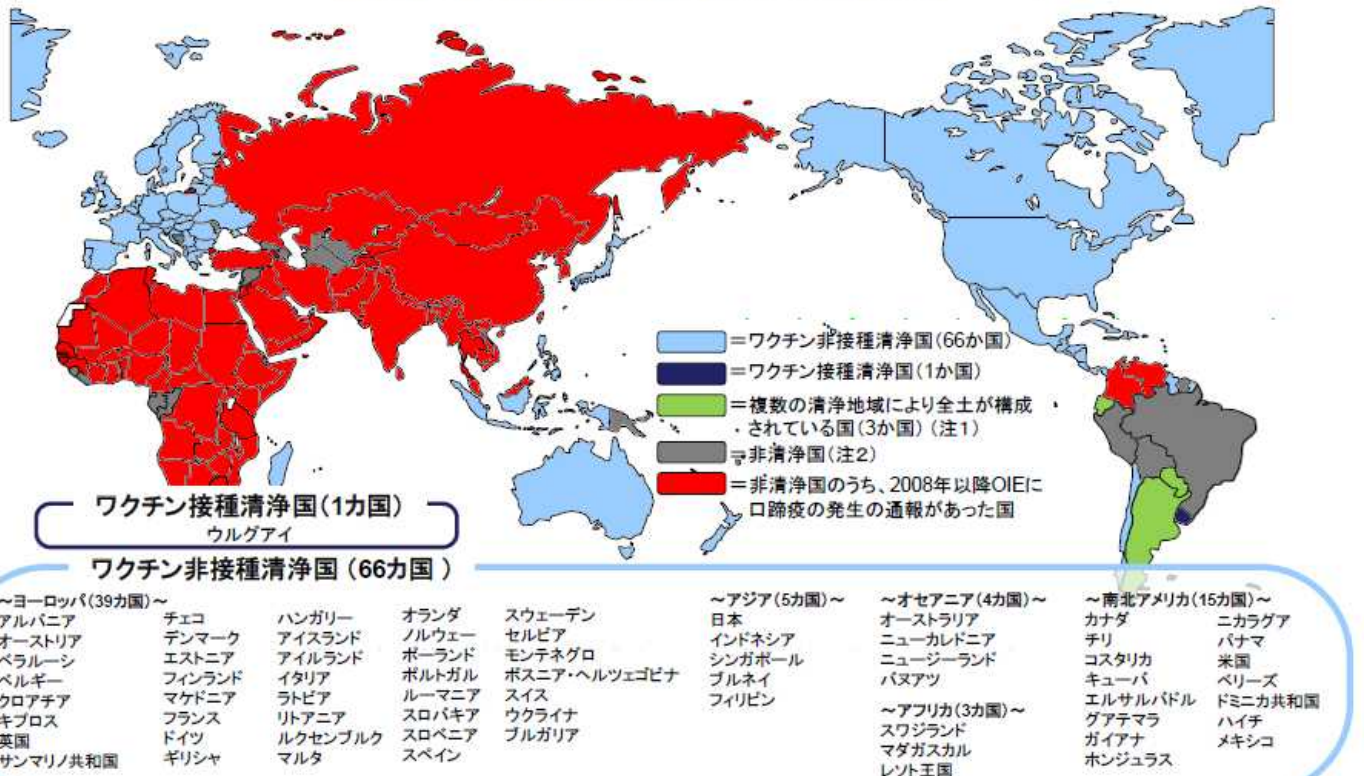 =ワクチン非接種清浄国(66か国)
=ワクチン接種清浄国(1か国)
=複数の清浄地域により全土が構成
されている国(3か国)(注1)
=非清浄国(注2)
=非清浄国のうち、2008年以降OIEに
口蹄疫の発生の通報があった国
ワクチン接種清浄国(1カ国)
ウルグアイ
ワクチン非接種清浄国(66カ国)
~ヨーロッパ(39カ国)~
アルバニア
オーストリア
ベラルーシ
ベルギー
クロアチア
キプロス
英国
サンマリノ共和国
チェコ
デンマーク
エストニア
フィンランド
マケドニア
フランス
ドイツ
ギリシャ
ハンガリー
アイスランド
アイルランド
イタリア
ラトビア
リトアニア
ルクセンブルク
マルタ
オランダ
ノルウェー
ポーランド
ポルトガル
ルーマニア
スロバキア
スロベニア
スペイン
スウェーデン
セルビア
モンテネグロ
ボスニア・ヘルツェゴビナ
スイス
ウクライナ
ブルガリア
~アジア(5カ国)~
日本
インドネシア
シンガポール
ブルネイ
フィリピン
~オセアニア(4カ国)~
オーストラリア
ニューカレドニア
ニュージーランド
バヌアツ
~アフリカ(3カ国)~
スワジランド
マダガスカル
レソト王国
~南北アメリカ(15カ国)~
カナダ
チリ
コスタリカ
キューバ
エルサルバドル
グアテマラ
ガイアナ
ホンジュラス
ニカラグア
パナマ
米国
ベリーズ
ドミニカ共和国
ハイチ
メキシコ